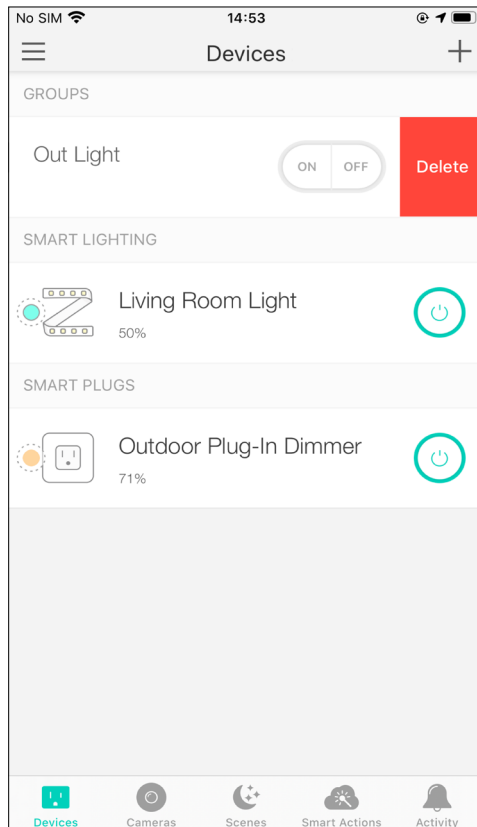 No SIM 14:53
Devices
GROUPS
Out Light
ON OFF
Delete
SMART LIGHTING
Living Room Light
50%
SMART PLUGS
Outdoor Plug-In Dimmer
71%
Devices Cameras Scenes Smart Actions Activity